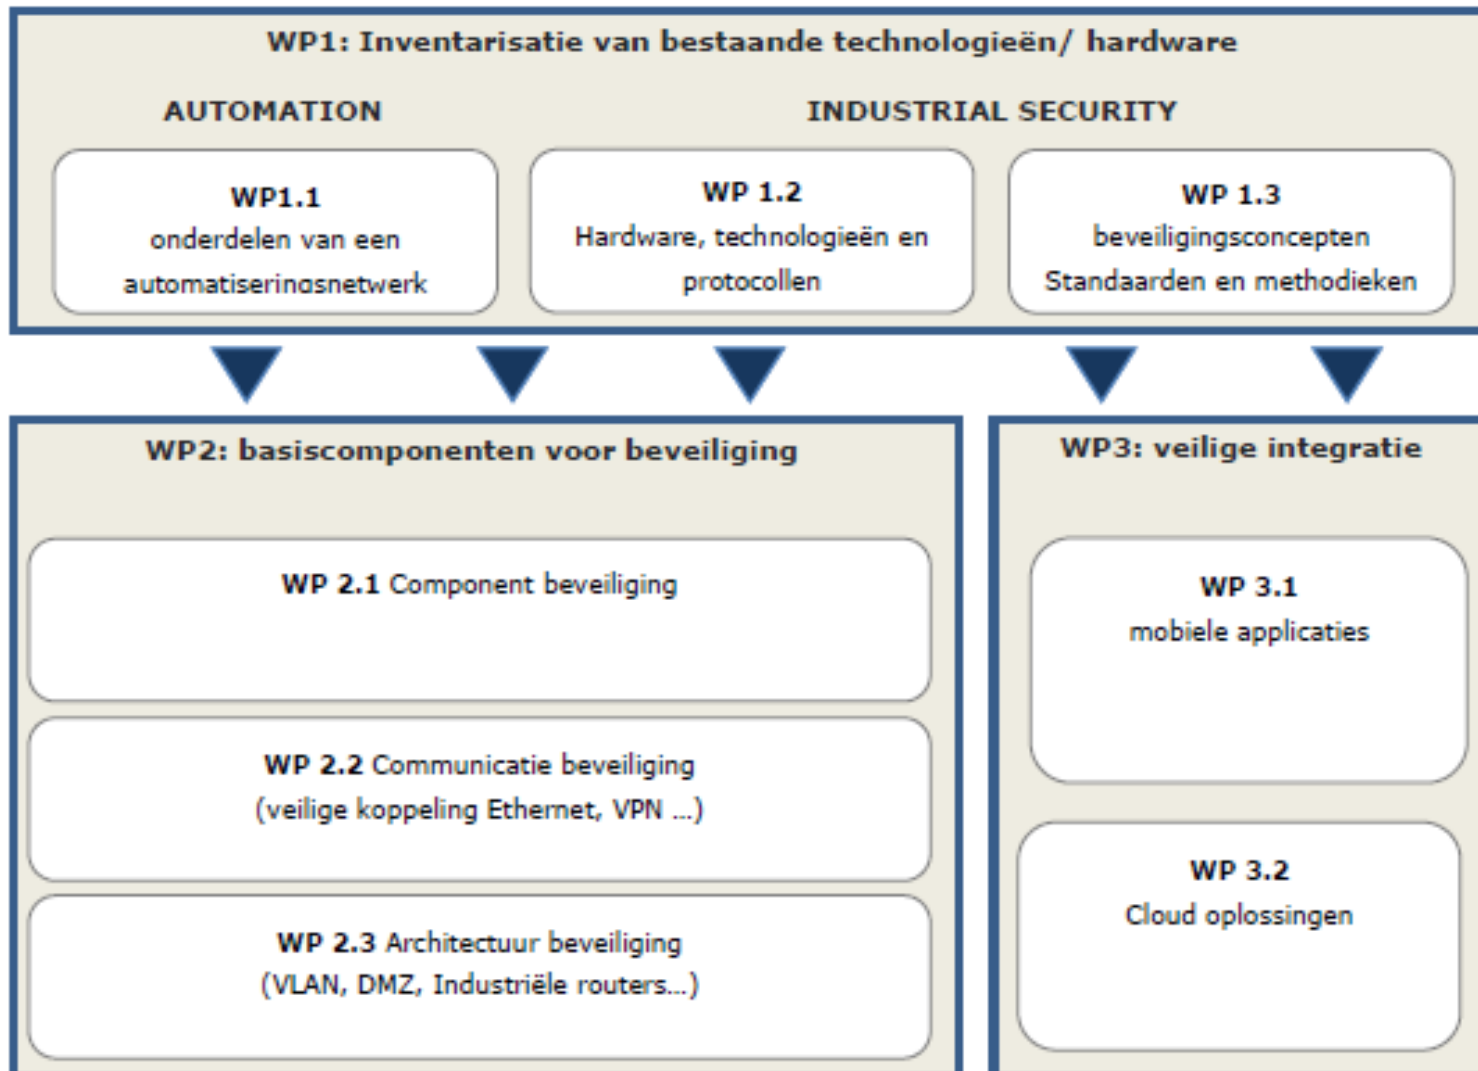 WP1: Inventarisatie van bestaande technologieën/ hardware
AUTOMATION
INDUSTRIAL SECURITY
WP1.1
onderdelen van een
automatiseringsnetwerk
WP 1.2
Hardware, technologieën en
protocollen
WP 1.3
beveiligingsconcepten
Standaarden en methodieken
WP2: basiscomponenten voor beveiliging
WP 2.1 Component beveiliging
WP 2.2 Communicatie beveiliging
(veilige koppeling Ethernet, VPN ...)
WP 2.3 Architectuur beveiliging
(VLAN, DMZ, Industriële routers...)
WP3: veilige integratie
WP 3.1
mobiele applicaties
WP 3.2
Cloud oplossingen